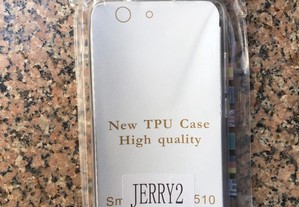 New TPU Case
High quality
JERRY2
510